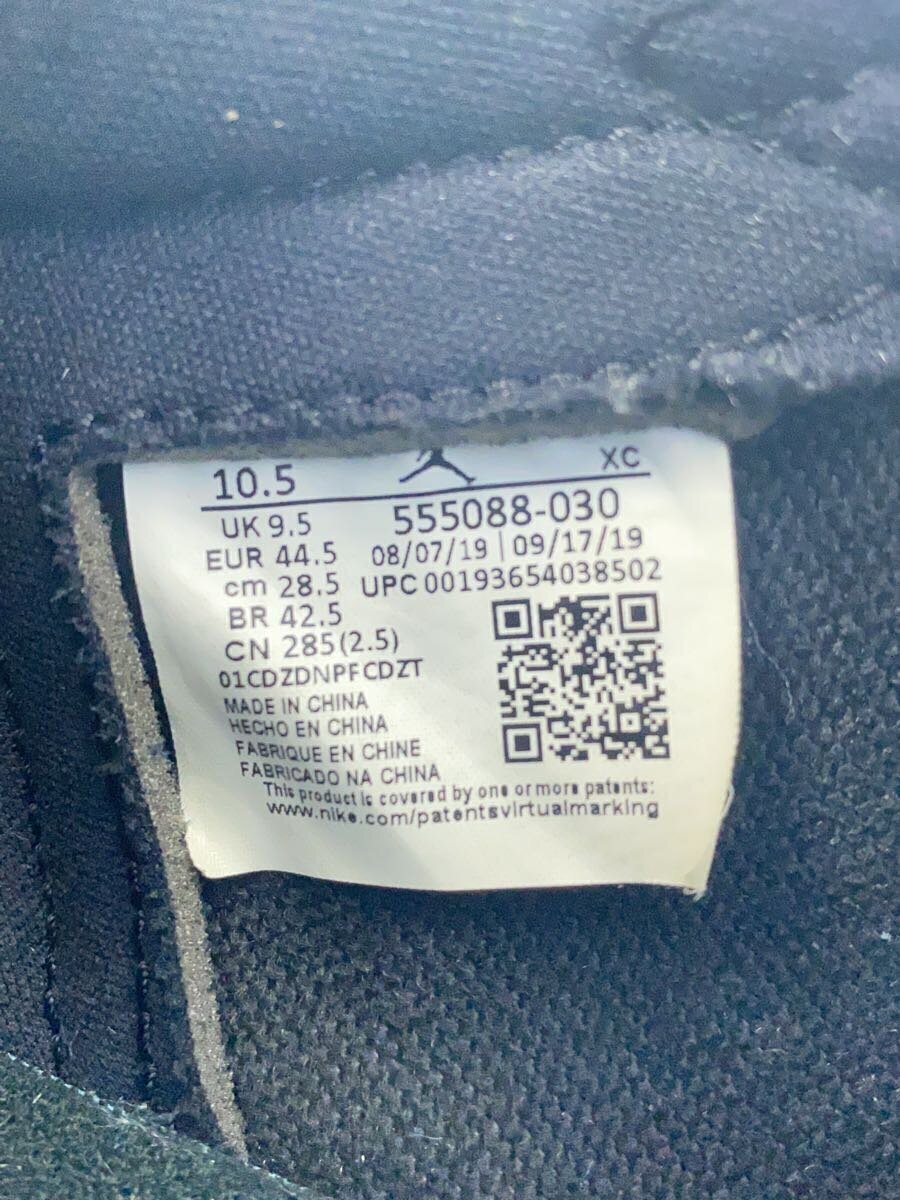 10.5 XC
UK 9.5 555088-030
EUR 44.5 08/07/19 | 09/17/19
cm 28.5 UPC 00193654038502
BR 42.5
CN 285(2.5)
01CDZDNPFCDZT
MADE IN CHINA
HECHO EN CHINA
FABRIQUE EN CHINE
FABRICADO NA CHINA
This product is covered by one or more patents:
www.nike.com/patentsvirtualmarking